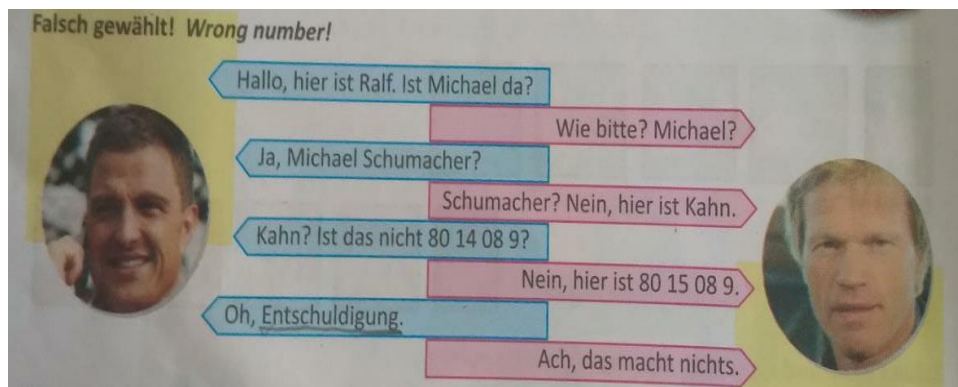 Falsch gewählt! Wrong number!
Hallo, hier ist Ralf. Ist Michael da?
Wie bitte? Michael?
Ja, Michael Schumacher?
Schumacher? Nein, hier ist Kahn.
Kahn? Ist das nicht 80 14 08 9?
Nein, hier ist 80 15 08 9.
Oh, Entschuldigung.
Ach, das macht nichts.